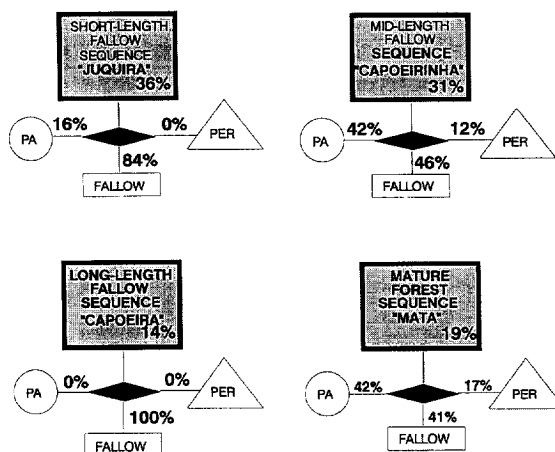 SHORT-LENGTH
FALLOW
SEQUENCE
"JUQUIRA"
36%
PA
16%
0%
PER
84%
FALLOW
MID-LENGTH
FALLOW
SEQUENCE
"CAPOEIRINHA"
31%
PA
42%
12%
PER
46%
FALLOW
LONG-LENGTH
FALLOW
SEQUENCE
"CAPOEIRA"
14%
PA
0%
0%
PER
100%
FALLOW
MATURE
FOREST
SEQUENCE
"MATA"
19%
PA
42%
17%
PER
41%
FALLOW